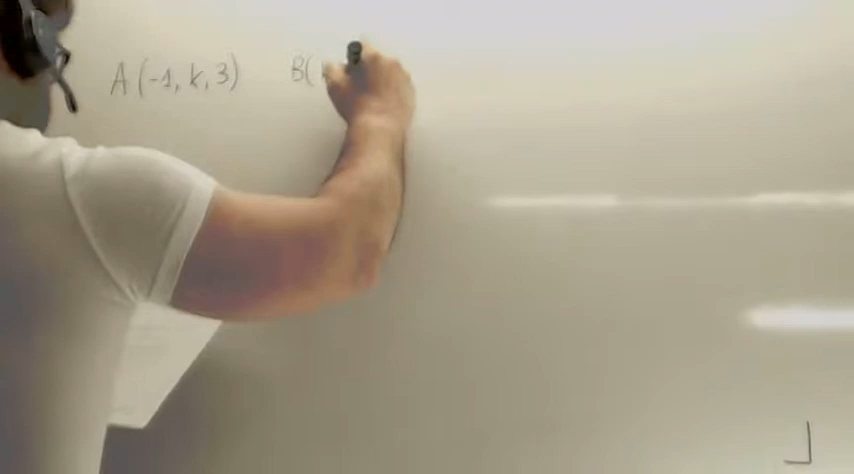 A(-1, k, 3) B(